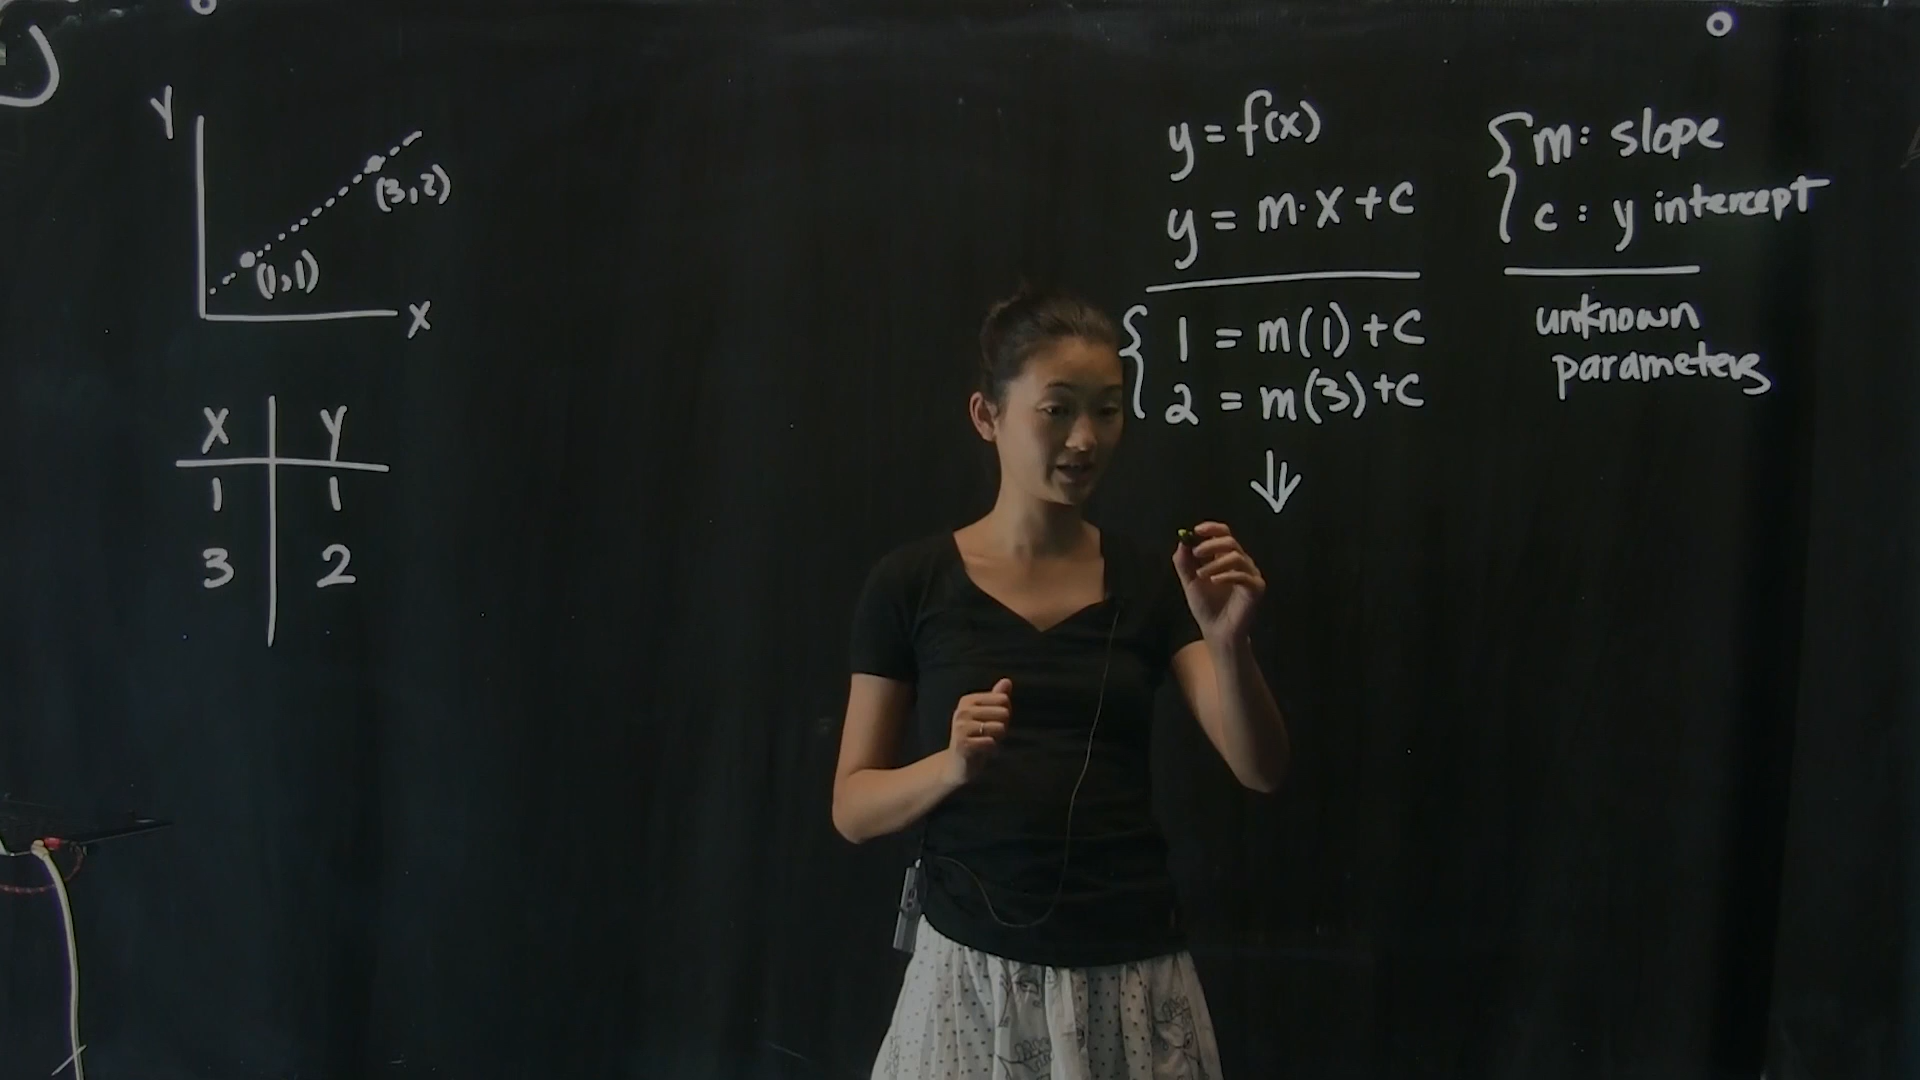 Y
(3,2)
(1,1)
X
X Y
1 1
3 2
y = f(x)
y = m·x + c
{ 1 = m(1) + c
2 = m(3) + c
⇓
{ m: slope
c: y intercept
unknown
parameters